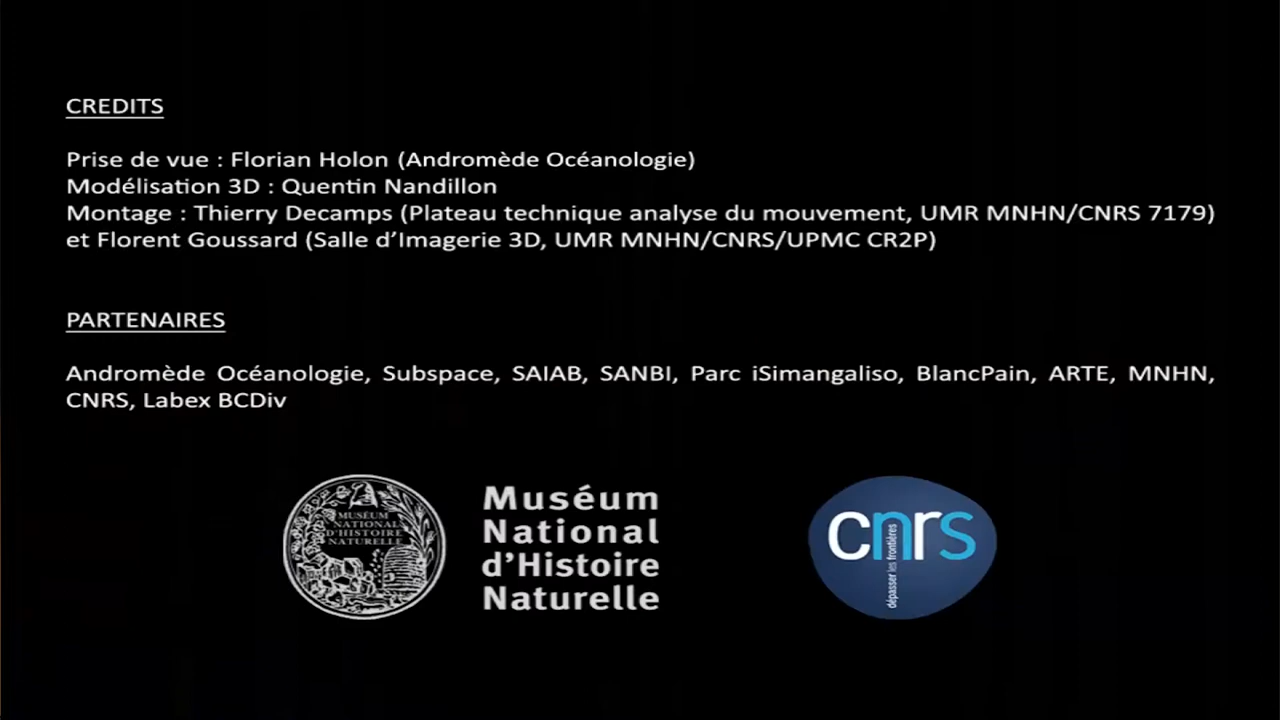 CREDITS
Prise de vue : Florian Holon (Andromède Océanologie)
Modélisation 3D : Quentin Nandillon
Montage : Thierry Decamps (Plateau technique analyse du mouvement, UMR MNHN/CNRS 7179)
et Florent Goussard (Salle d’Imagerie 3D, UMR MNHN/CNRS/UPMC CR2P)
PARTENAIRES
Andromède Océanologie, Subspace, SAIAB, SANBI, Parc iSimangaliso, BlancPain, ARTE, MNHN,
CNRS, Labex BCDiv
MUSÉUM
NATIONAL
D'HISTOIRE
NATURELLE
Muséum
National
d’Histoire
Naturelle
cnrs
dépasser les frontières